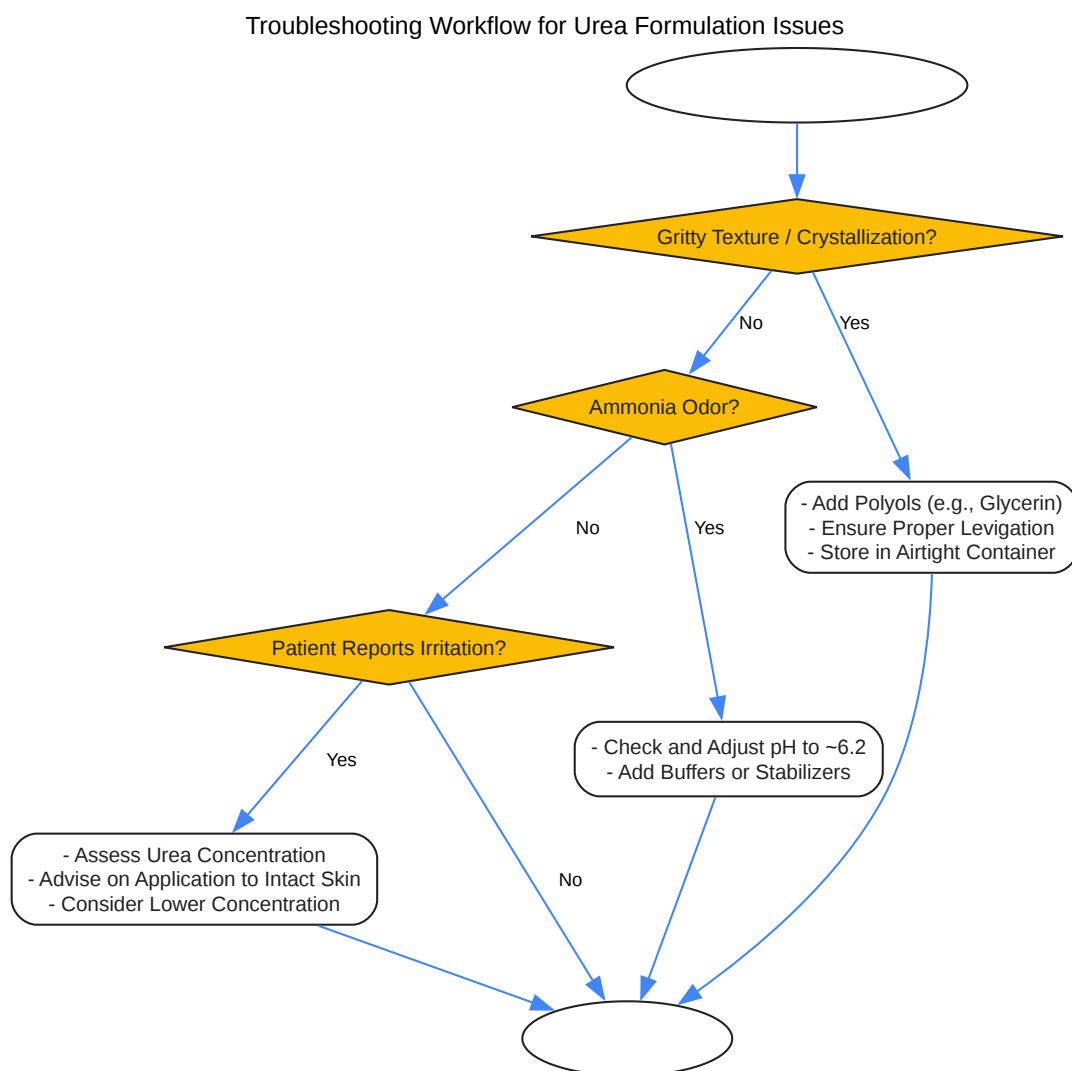 Troubleshooting Workflow for Urea Formulation Issues
Gritty Texture / Crystallization?
No
Yes
Ammonia Odor?
- Add Polyols (e.g., Glycerin)
- Ensure Proper Levigation
- Store in Airtight Container
No
Yes
Patient Reports Irritation?
- Check and Adjust pH to ~6.2
- Add Buffers or Stabilizers
Yes
- Assess Urea Concentration
- Advise on Application to Intact Skin
- Consider Lower Concentration
No